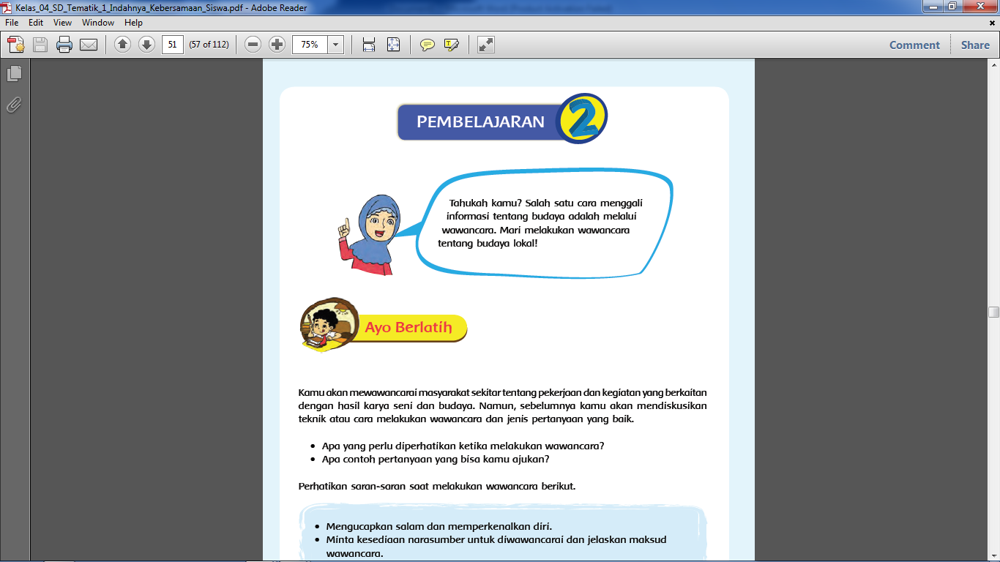 Kelas_04_SD_Tematik_1_Indahnya_Kebersamaan_Siswa.pdf - Adobe Reader
File Edit View Window Help
51 (57 of 112) 75% Comment Share
PEMBELAJARAN 2
Tahukah kamu? Salah satu cara menggali
informasi tentang budaya adalah melalui
wawancara. Mari melakukan wawancara
tentang budaya lokal!
Ayo Berlatih
Kamu akan mewawancarai masyarakat sekitar tentang pekerjaan dan kegiatan yang berkaitan
dengan hasil karya seni dan budaya. Namun, sebelumnya kamu akan mendiskusikan
teknik atau cara melakukan wawancara dan jenis pertanyaan yang baik.
• Apa yang perlu diperhatikan ketika melakukan wawancara?
• Apa contoh pertanyaan yang bisa kamu ajukan?
Perhatikan saran-saran saat melakukan wawancara berikut.
• Mengucapkan salam dan memperkenalkan diri.
• Minta kesediaan narasumber untuk diwawancarai dan jelaskan maksud
wawancara.